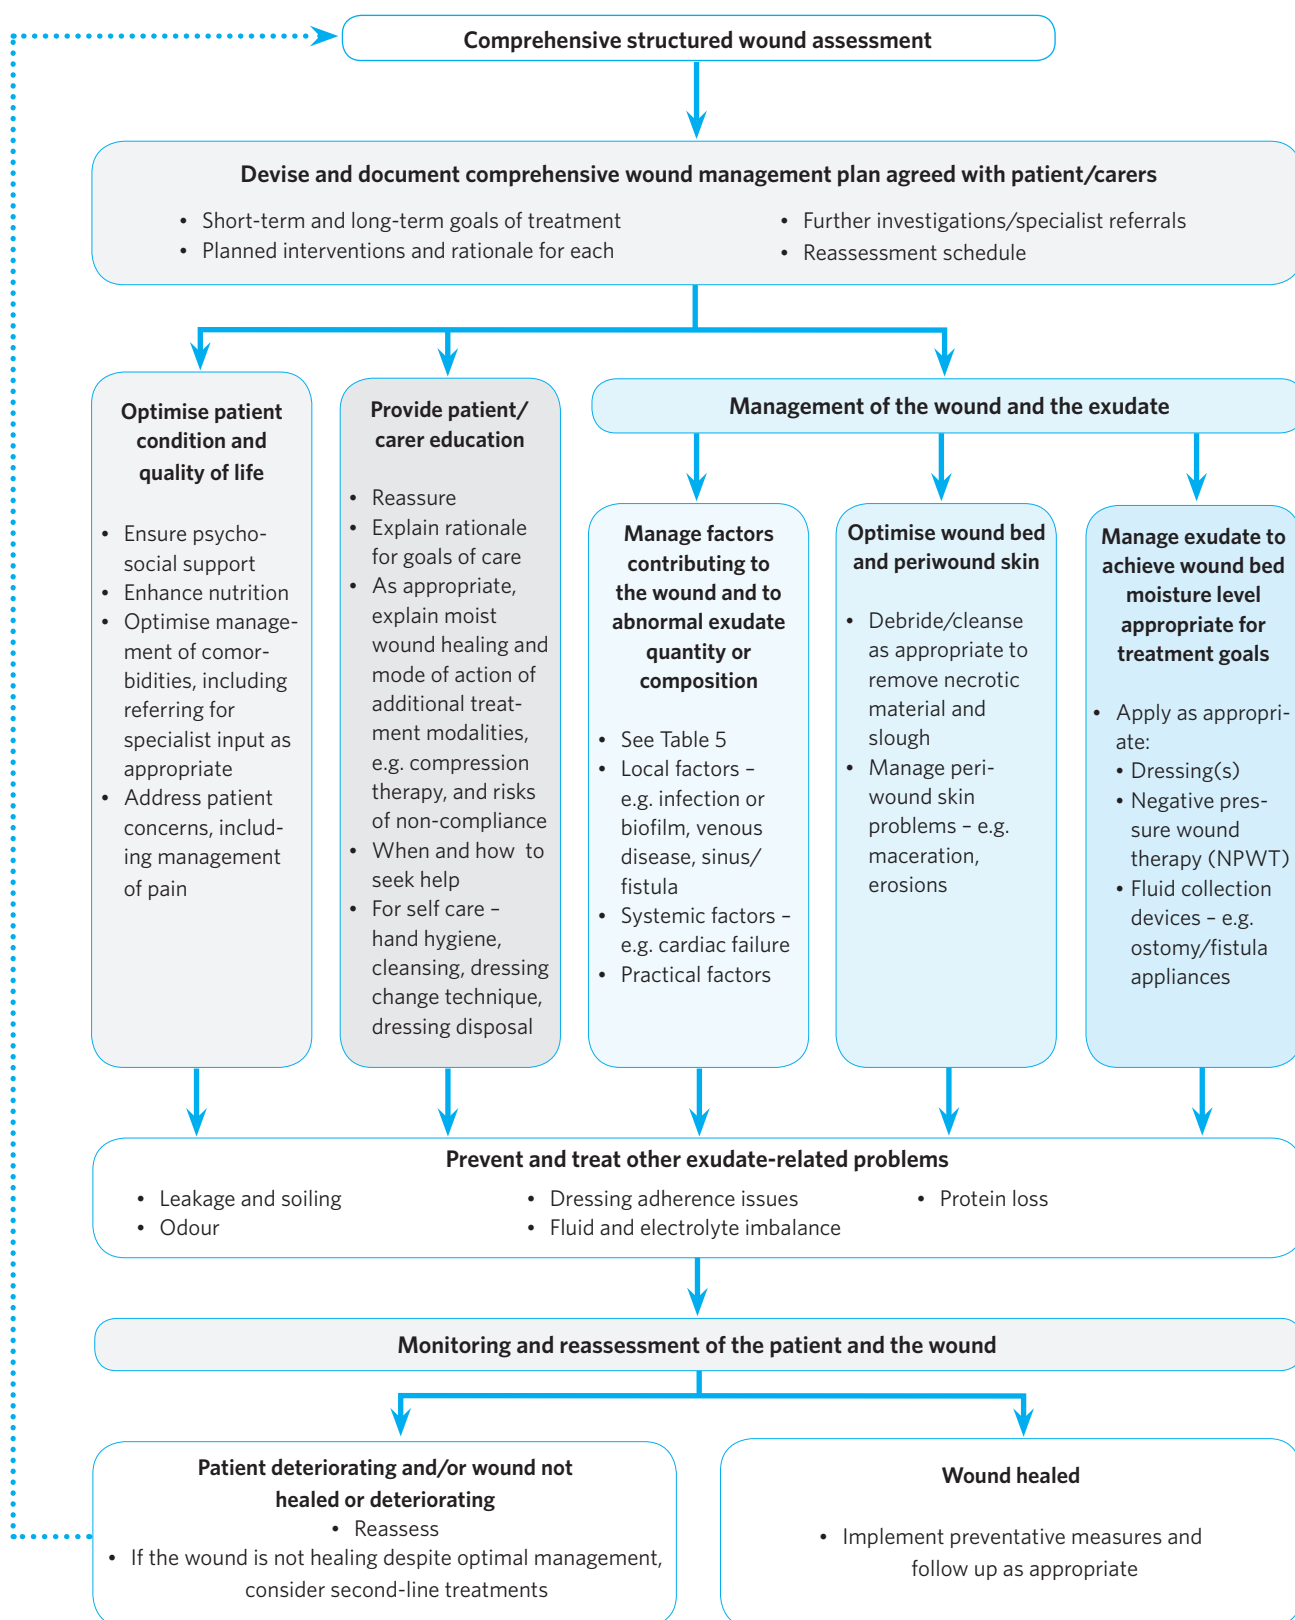 Comprehensive structured wound assessment
Devise and document comprehensive wound management plan agreed with patient/carers
• Short-term and long-term goals of treatment
• Planned interventions and rationale for each
• Further investigations/specialist referrals
• Reassessment schedule
Optimise patient
condition and
quality of life
• Ensure psycho-
social support
• Enhance nutrition
• Optimise manage-
ment of comor-
bidities, including
referring for
specialist input as
appropriate
• Address patient
concerns, includ-
ing management
of pain
Provide patient/
carer education
• Reassure
• Explain rationale
for goals of care
• As appropriate,
explain moist
wound healing and
mode of action of
additional treat-
ment modalities,
e.g. compression
therapy, and risks
of non-compliance
• When and how to
seek help
• For self care –
hand hygiene,
cleansing, dressing
change technique,
dressing disposal
Management of the wound and the exudate
Manage factors
contributing to
the wound and to
abnormal exudate
quantity or
composition
• See Table 5
• Local factors –
e.g. infection or
biofilm, venous
disease, sinus/
fistula
• Systemic factors –
e.g. cardiac failure
• Practical factors
Optimise wound bed
and periwound skin
• Debride/cleanse
as appropriate to
remove necrotic
material and
slough
• Manage peri-
wound skin
problems – e.g.
maceration,
erosions
Manage exudate to
achieve wound bed
moisture level
appropriate for
treatment goals
• Apply as appropri-
ate:
• Dressing(s)
• Negative pres-
sure wound
therapy (NPWT)
• Fluid collection
devices – e.g.
ostomy/fistula
appliances
Prevent and treat other exudate-related problems
• Leakage and soiling
• Odour
• Dressing adherence issues
• Fluid and electrolyte imbalance
• Protein loss
Monitoring and reassessment of the patient and the wound
Patient deteriorating and/or wound not
healed or deteriorating
• Reassess
• If the wound is not healing despite optimal management,
consider second-line treatments
Wound healed
• Implement preventative measures and
follow up as appropriate